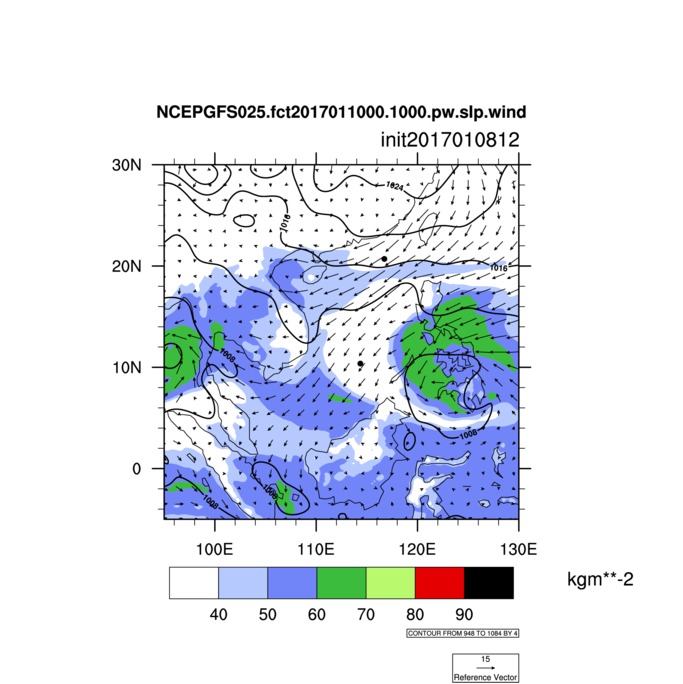 NCEPGFS025.fct2017011000.1000.pw.slp.wind
init2017010812
30N
1024
1016
20N
1016
10N
1008
1008
0
1008
1008
100E 110E 120E 130E
kgm**-2
40 50 60 70 80 90
CONTOUR FROM 948 TO 1084 BY 4
15
Reference Vector